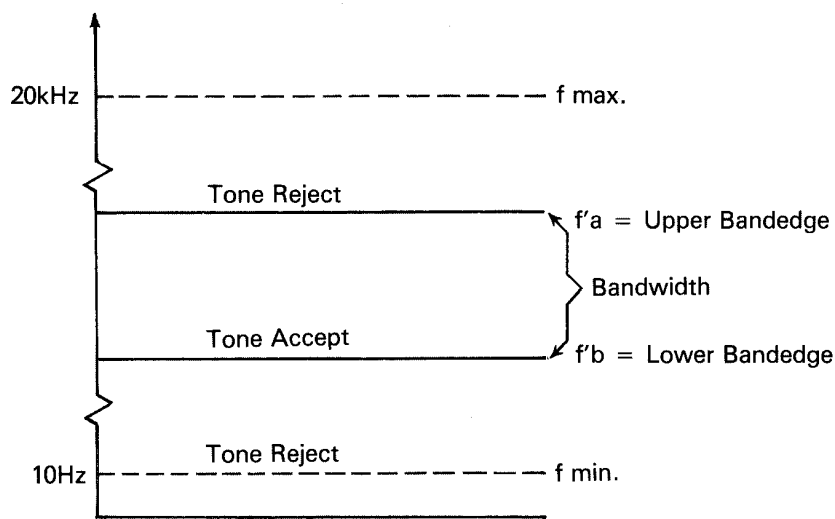 20kHz
f max.
Tone Reject
f'a = Upper Bandedge
Bandwidth
Tone Accept
f'b = Lower Bandedge
Tone Reject
10Hz
f min.